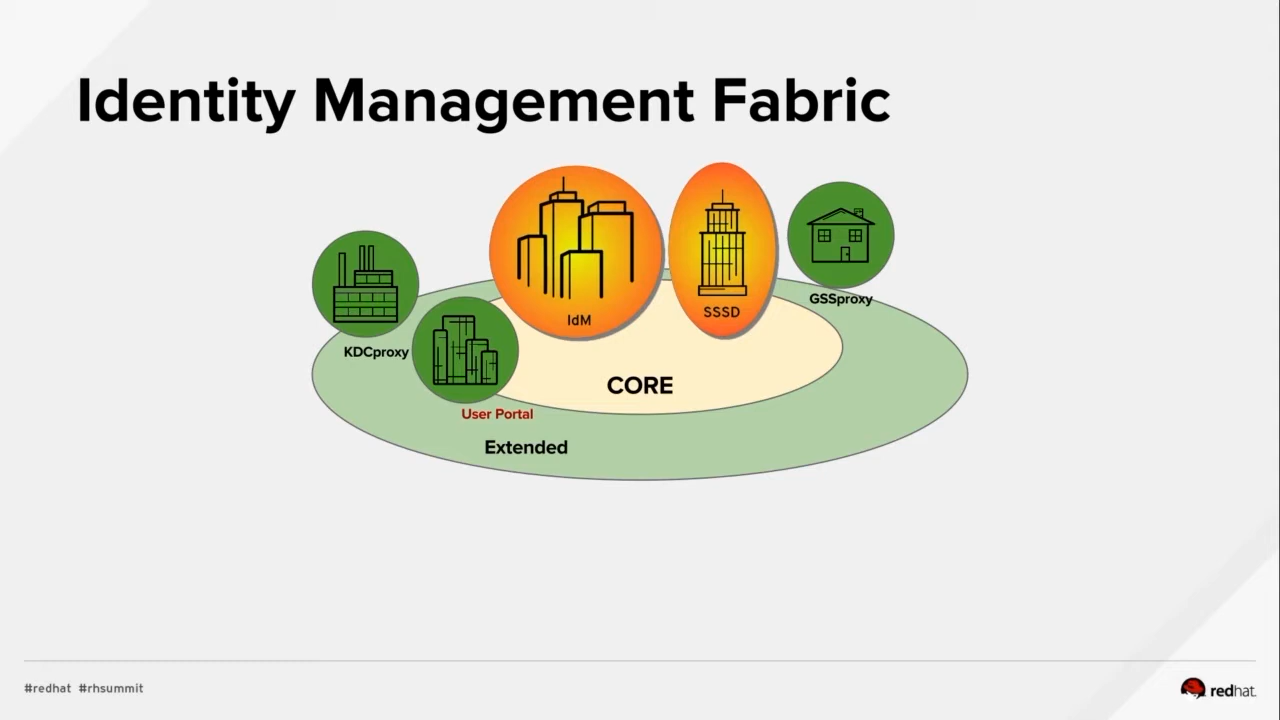 Identity Management Fabric
IdM
SSSD
GSSproxy
KDCproxy
CORE
User Portal
Extended
#redhat #rhsummit
redhat.